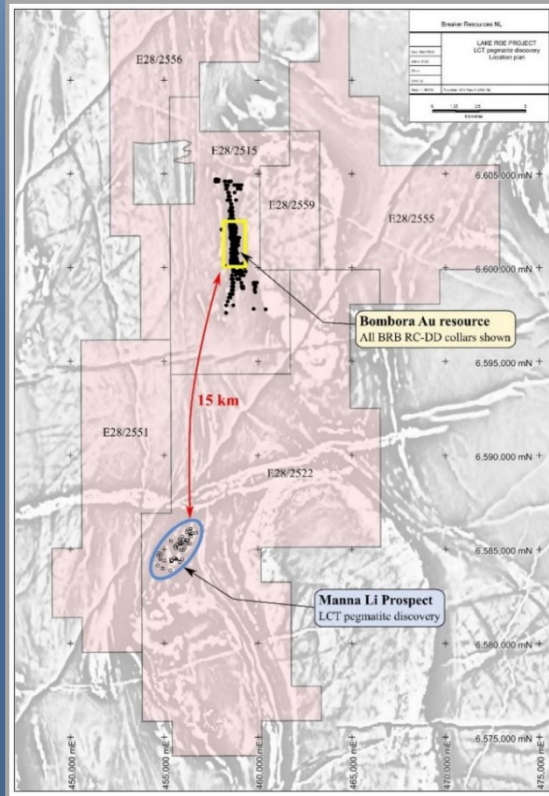 Breaker Resources NL
LAKE ROE PROJECT
LCT pegmatite discovery
Location plan
E28/2556
E28/2515
6,605,000 mN
E28/2559
E28/2555
6,600,000 mN
Bombora Au resource
All BRB RC-DD collars shown
6,595,000 mN
E28/2551
15 km
6,590,000 mN
E28/2522
6,585,000 mN
Manna Li Prospect
LCT pegmatite discovery
6,580,000 mN
6,575,000 mN
450,000 mE
455,000 mE
460,000 mE
465,000 mE
470,000 mE
475,000 mE